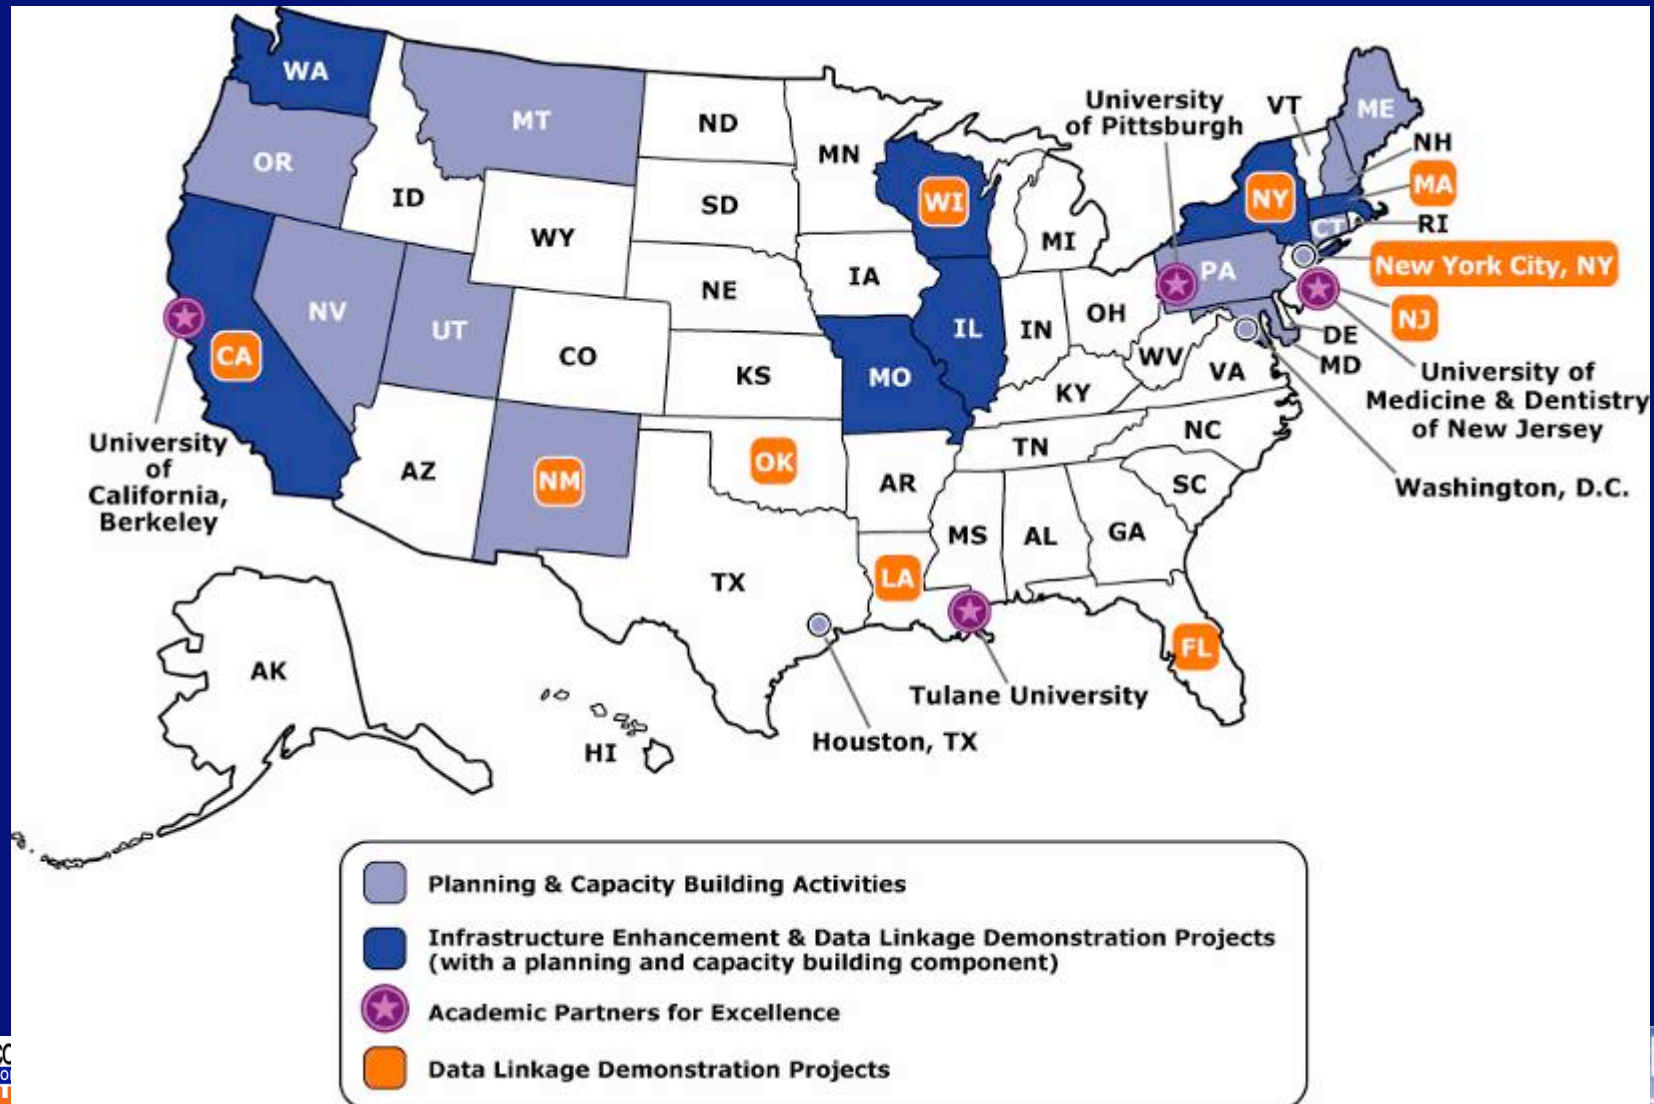 WA
MT
ND
MN
OR
ID
SD
WI
WY
MI
University
of Pittsburgh
VT
ME
NH
NY
MA
RI
CT
New York City, NY
PA
NJ
DE
MD
NV
UT
CA
CO
NE
IA
IL
IN
OH
WV
VA
KS
MO
KY
University of
Medicine & Dentistry
of New Jersey
University
of
California,
Berkeley
AZ
NM
OK
AR
TN
NC
SC
Washington, D.C.
TX
LA
MS
AL
GA
FL
Tulane University
Houston, TX
AK
HI
Planning & Capacity Building Activities
Infrastructure Enhancement & Data Linkage Demonstration Projects
(with a planning and capacity building component)
Academic Partners for Excellence
Data Linkage Demonstration Projects